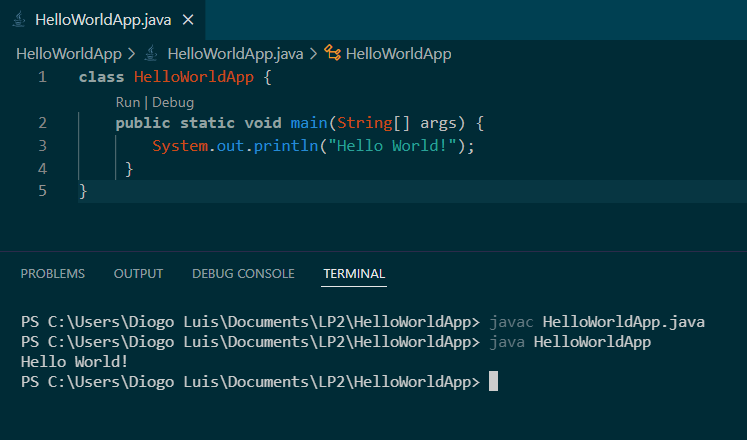 HelloWorldApp.java ×
HelloWorldApp > HelloWorldApp.java > HelloWorldApp
1 class HelloWorldApp {
Run | Debug
2 public static void main(String[] args) {
3 System.out.println("Hello World!");
4 }
5 }
PROBLEMS OUTPUT DEBUG CONSOLE TERMINAL
PS C:\Users\Diogo Luis\Documents\LP2\HelloWorldApp> javac HelloWorldApp.java
PS C:\Users\Diogo Luis\Documents\LP2\HelloWorldApp> java HelloWorldApp
Hello World!
PS C:\Users\Diogo Luis\Documents\LP2\HelloWorldApp>